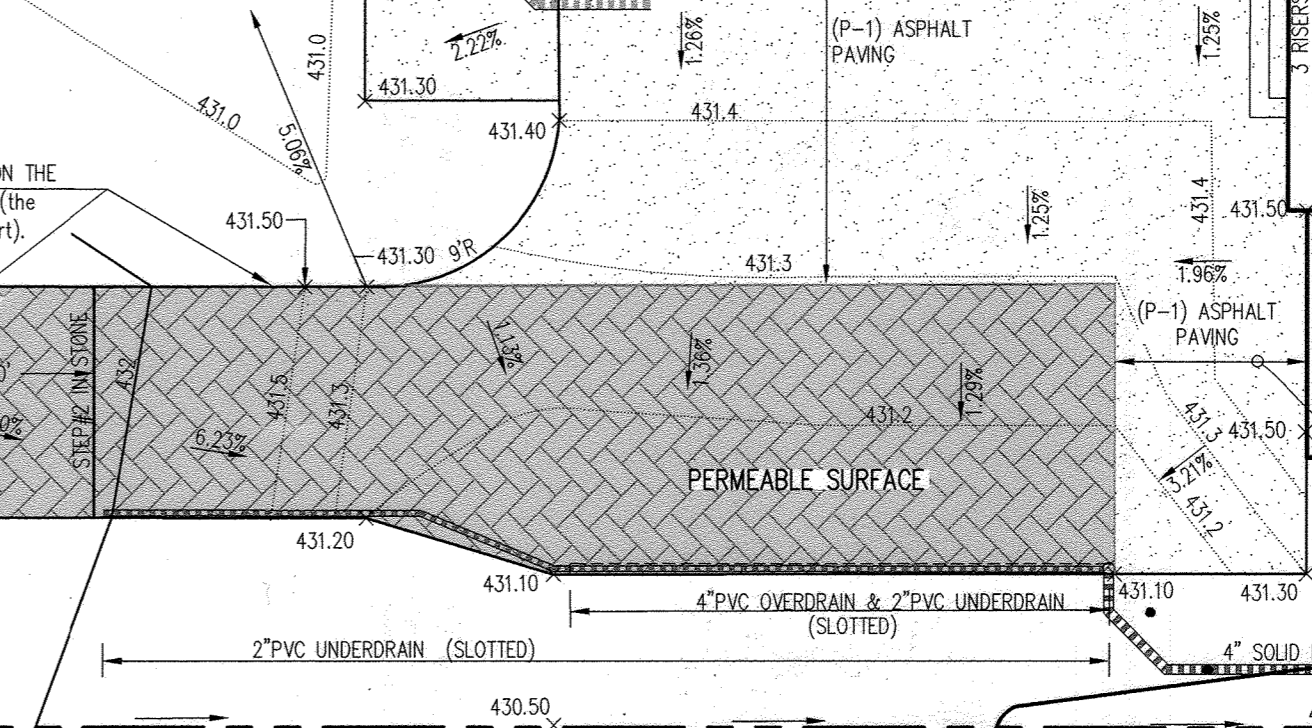 431.0
2.22%
431.30
1.26%
(P-1) ASPHALT
PAVING
1.25%
3 RISERS
431.0
5.06%
431.40
431.4
ON THE
(the
rt).
431.50
431.30
9'R
431.3
1.25%
431.4
431.50
1.96%
(P-1) ASPHALT
PAVING
STEP#2 IN STONE
432
431.5
431.3
1.13%
1.36%
1.29%
0'
0%
6.23%
431.2
PERMEABLE SURFACE
431.3
431.50
3.21%
431.2
431.20
431.10
431.10
431.30
4"PVC OVERDRAIN & 2"PVC UNDERDRAIN
(SLOTTED)
2"PVC UNDERDRAIN (SLOTTED)
4" SOLID
430.50